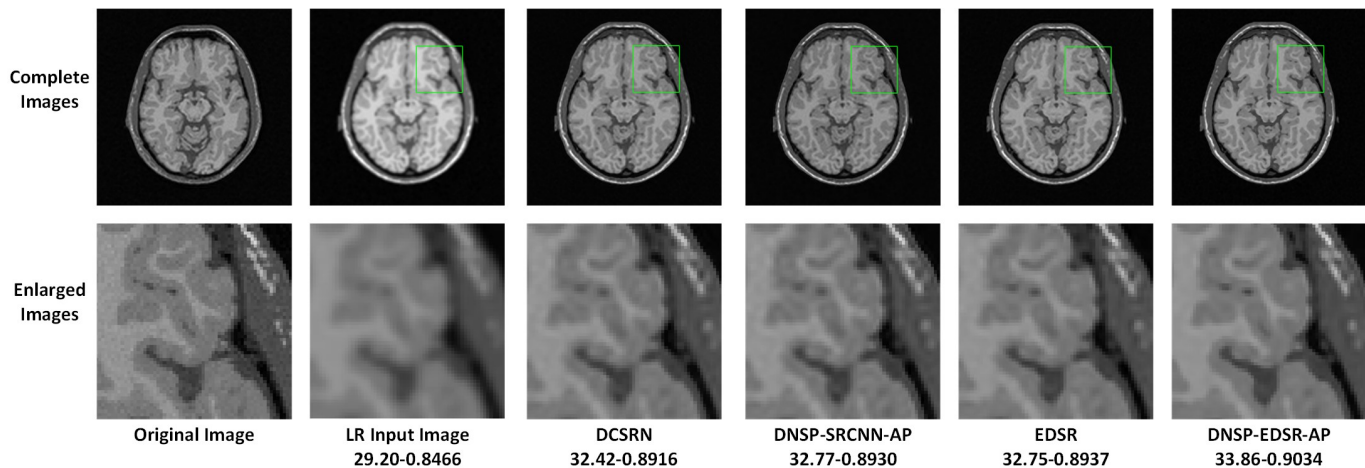 Complete
Images
Enlarged
Images
Original Image
LR Input Image
29.20-0.8466
DCSRN
32.42-0.8916
DNSP-SRCNN-AP
32.77-0.8930
EDSR
32.75-0.8937
DNSP-EDSR-AP
33.86-0.9034